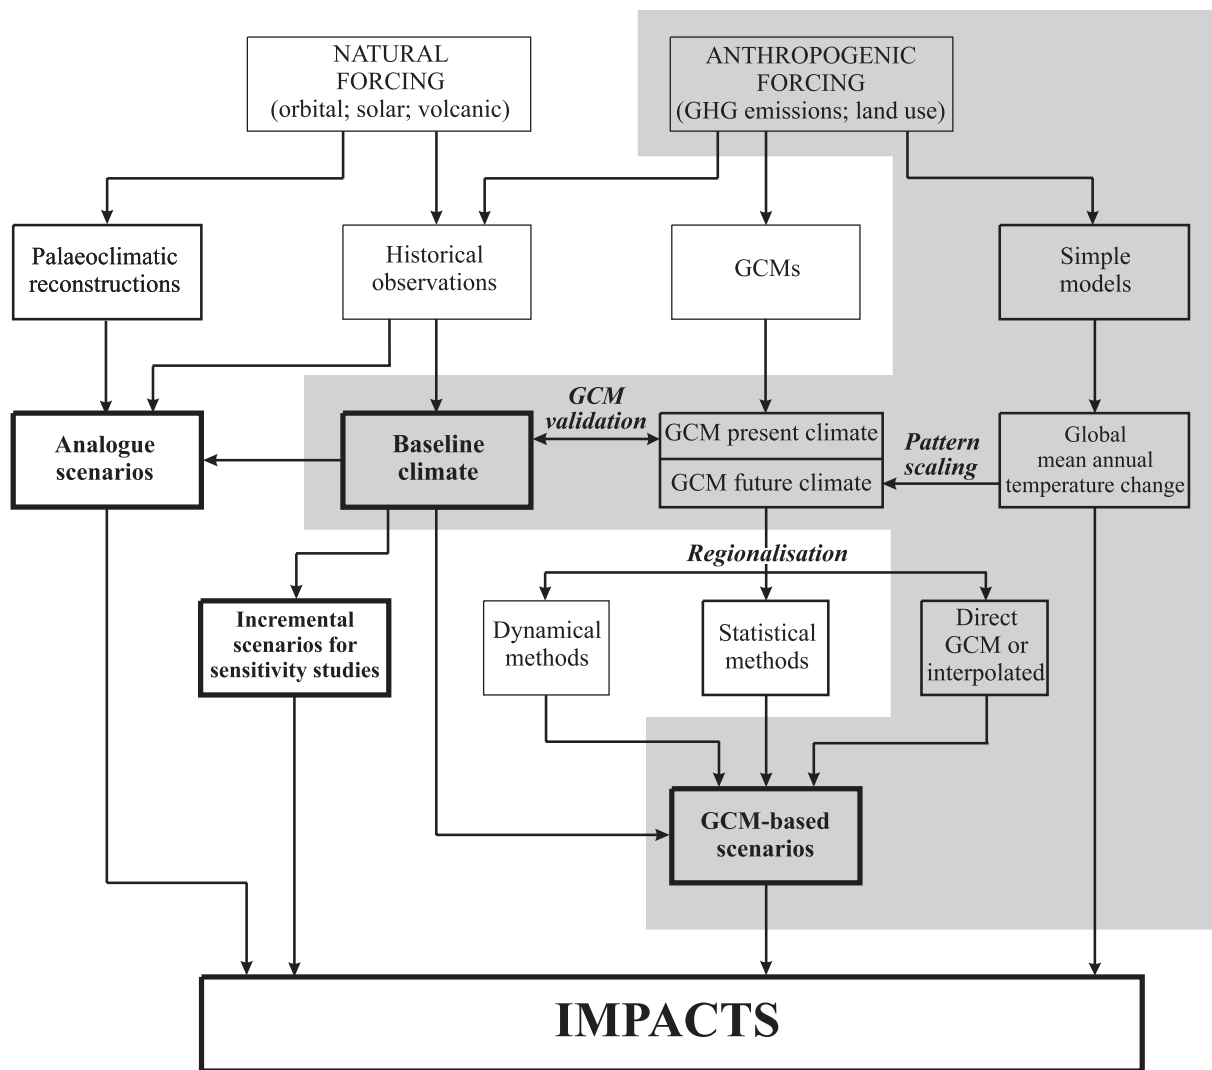 NATURAL
FORCING
(orbital; solar; volcanic)
ANTHROPOGENIC
FORCING
(GHG emissions; land use)
Palaeoclimatic
reconstructions
Historical
observations
GCMs
Simple
models
Analogue
scenarios
Baseline
climate
GCM
validation
GCM present climate
GCM future climate
Pattern
scaling
Global
mean annual
temperature change
Regionalisation
Incremental
scenarios for
sensitivity studies
Dynamical
methods
Statistical
methods
Direct
GCM or
interpolated
GCM-based
scenarios
IMPACTS